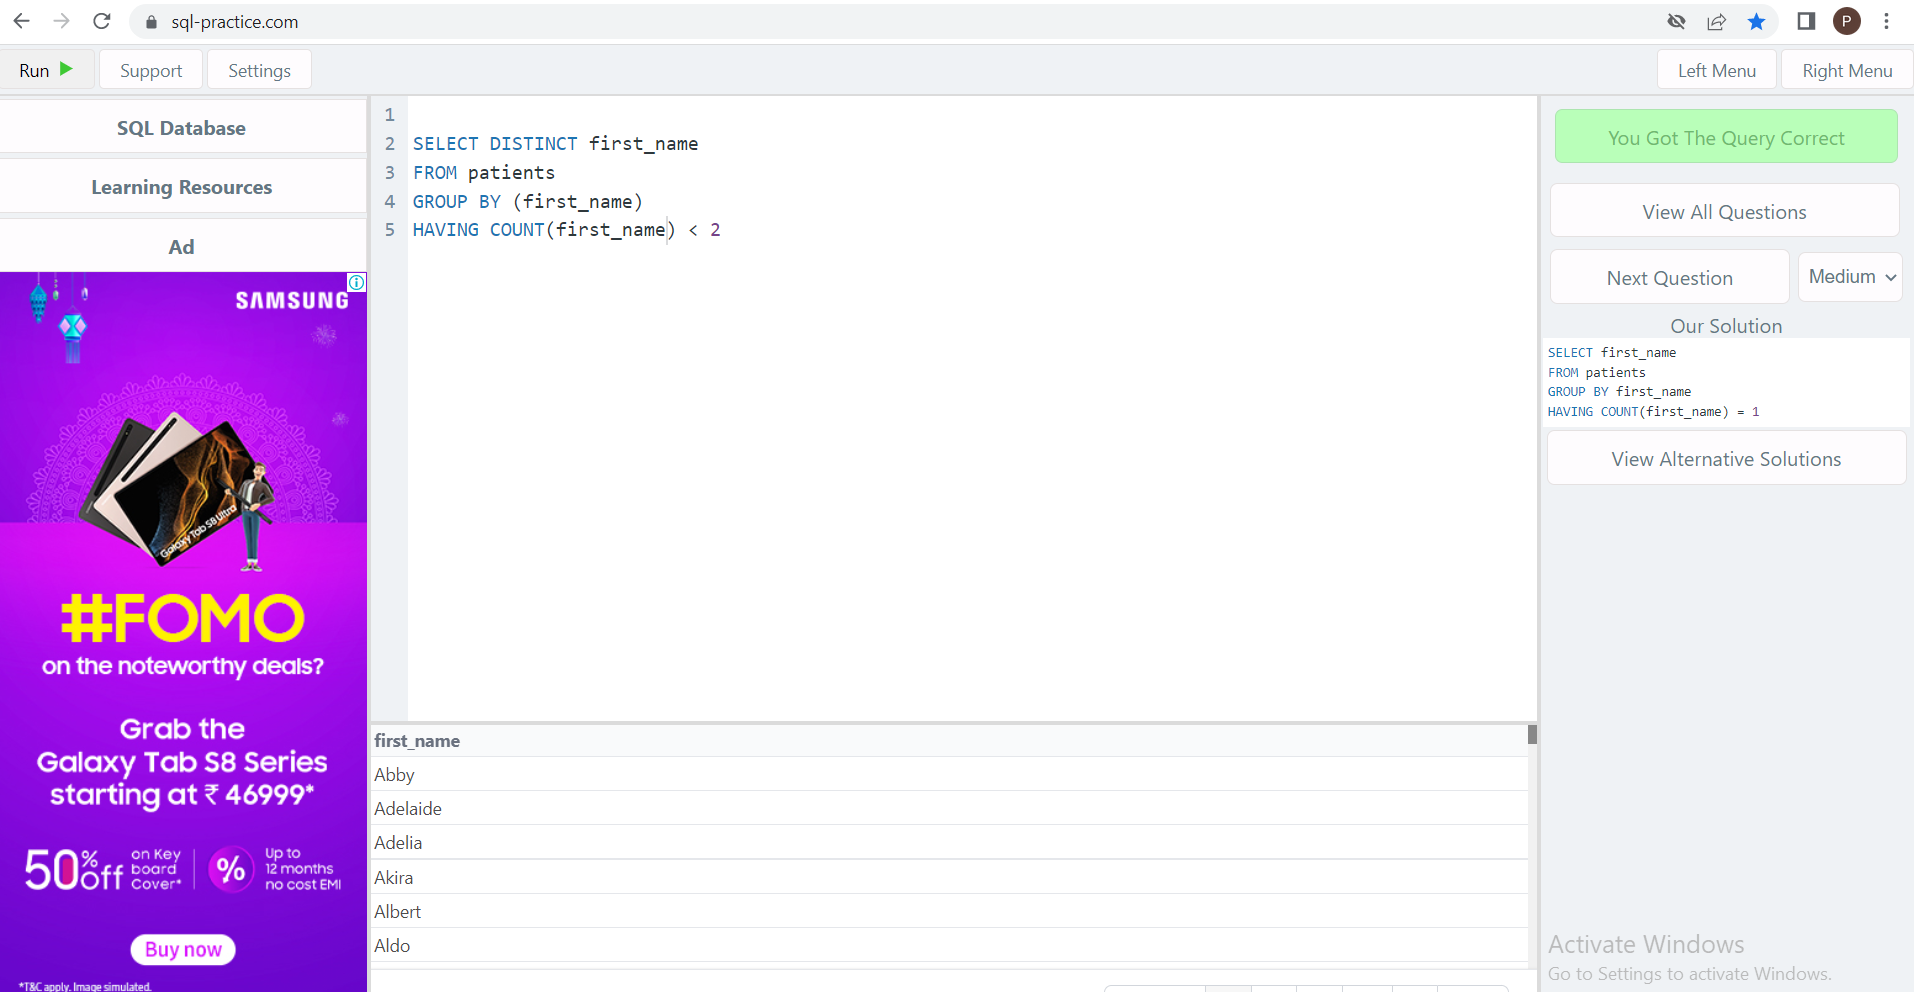 sql-practice.com
P
Run
Support
Settings
Left Menu
Right Menu
SQL Database
Learning Resources
Ad
SAMSUNG
Galaxy Tab S8 Ultra
#FOMO
on the noteworthy deals?
Grab the
Galaxy Tab S8 Series
starting at ₹ 46999*
50% off
on Key
board
Cover*
%
Up to
12 months
no cost EMI
Buy now
*T&C apply. Image simulated.
1
2 SELECT DISTINCT first_name
3 FROM patients
4 GROUP BY (first_name)
5 HAVING COUNT(first_name) < 2
first_name
Abby
Adelaide
Adelia
Akira
Albert
Aldo
You Got The Query Correct
View All Questions
Next Question
Medium
Our Solution
SELECT first_name
FROM patients
GROUP BY first_name
HAVING COUNT(first_name) = 1
View Alternative Solutions
Activate Windows
Go to Settings to activate Windows.